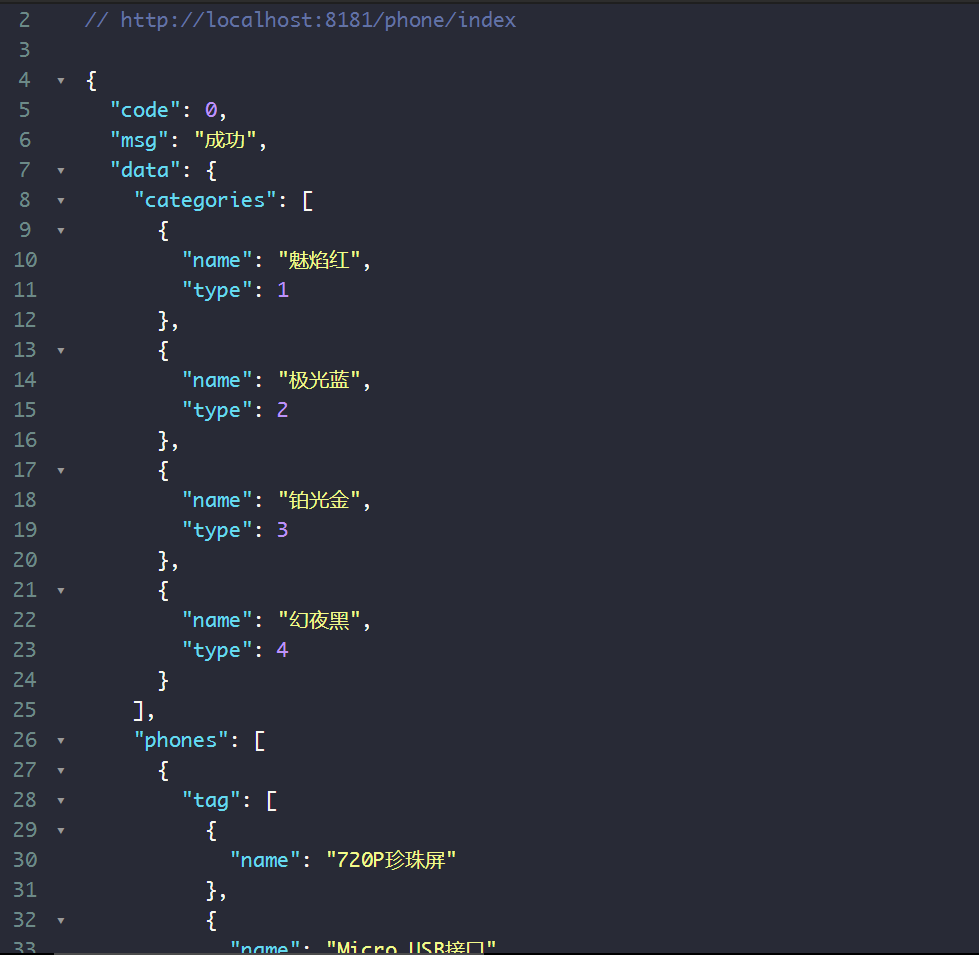 2 // http://localhost:8181/phone/index
3
4 {
5 "code": 0,
6 "msg": "成功",
7 "data": {
8 "categories": [
9 {
10 "name": "魅焰红",
11 "type": 1
12 },
13 {
14 "name": "极光蓝",
15 "type": 2
16 },
17 {
18 "name": "铂光金",
19 "type": 3
20 },
21 {
22 "name": "幻夜黑",
23 "type": 4
24 }
25 ],
26 "phones": [
27 {
28 "tag": [
29 {
30 "name": "720P珍珠屏"
31 },
32 {
33 "name": "Micro USB接口"